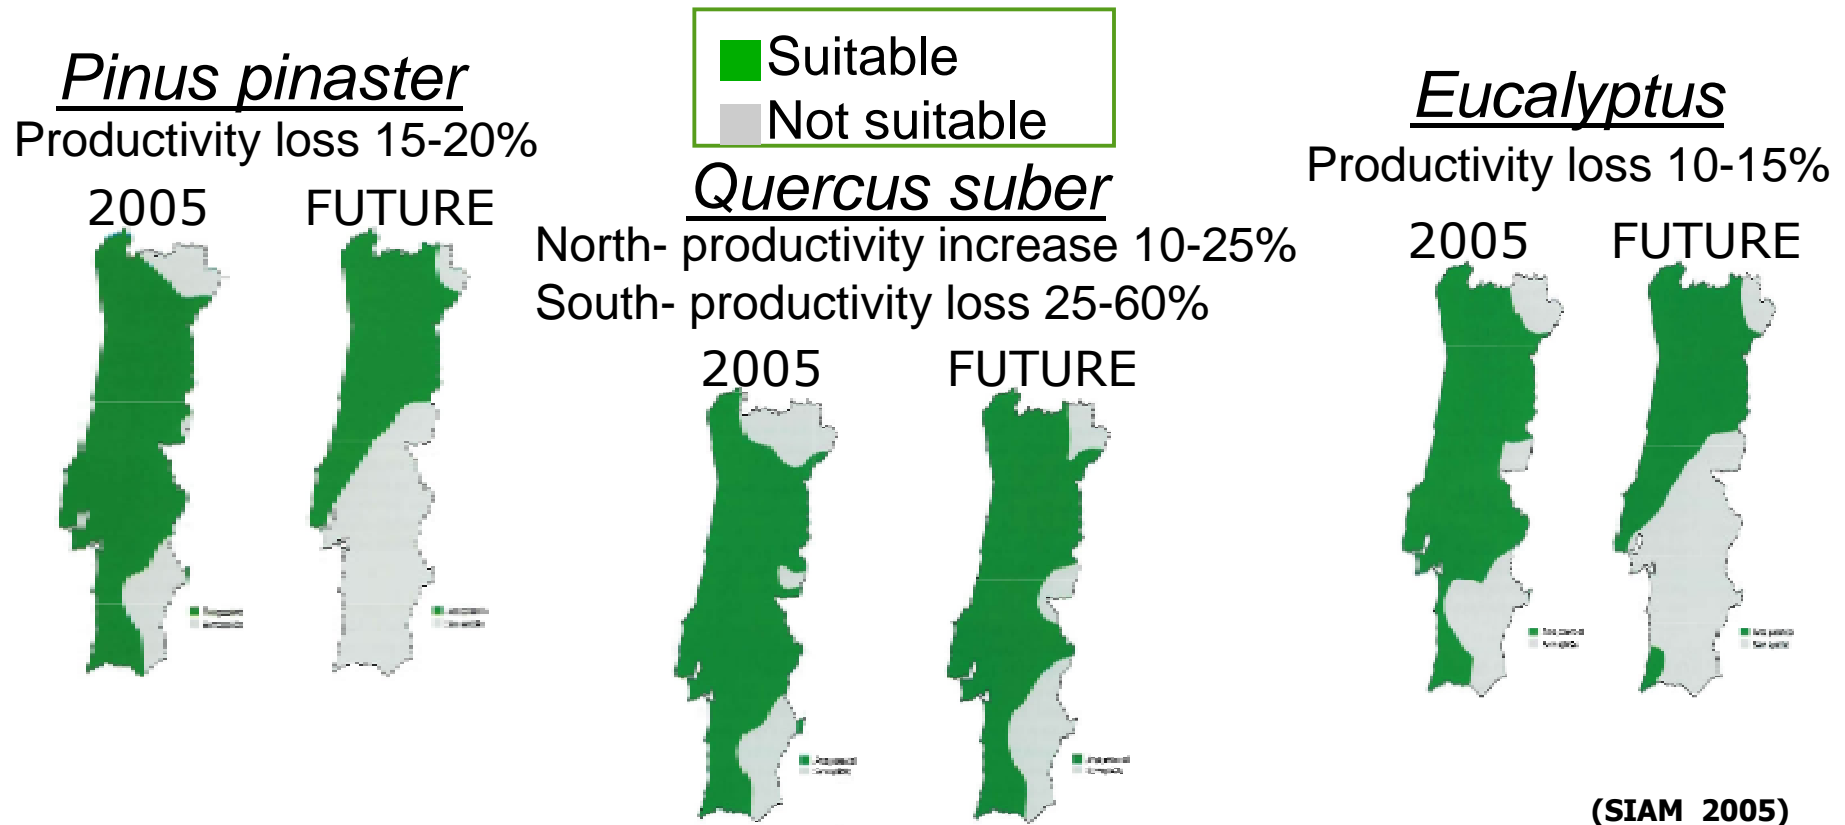 Suitable
Not suitable
Pinus pinaster
Productivity loss 15-20%
2005 FUTURE
Quercus suber
North- productivity increase 10-25%
South- productivity loss 25-60%
2005 FUTURE
Eucalyptus
Productivity loss 10-15%
2005 FUTURE
(SIAM 2005)